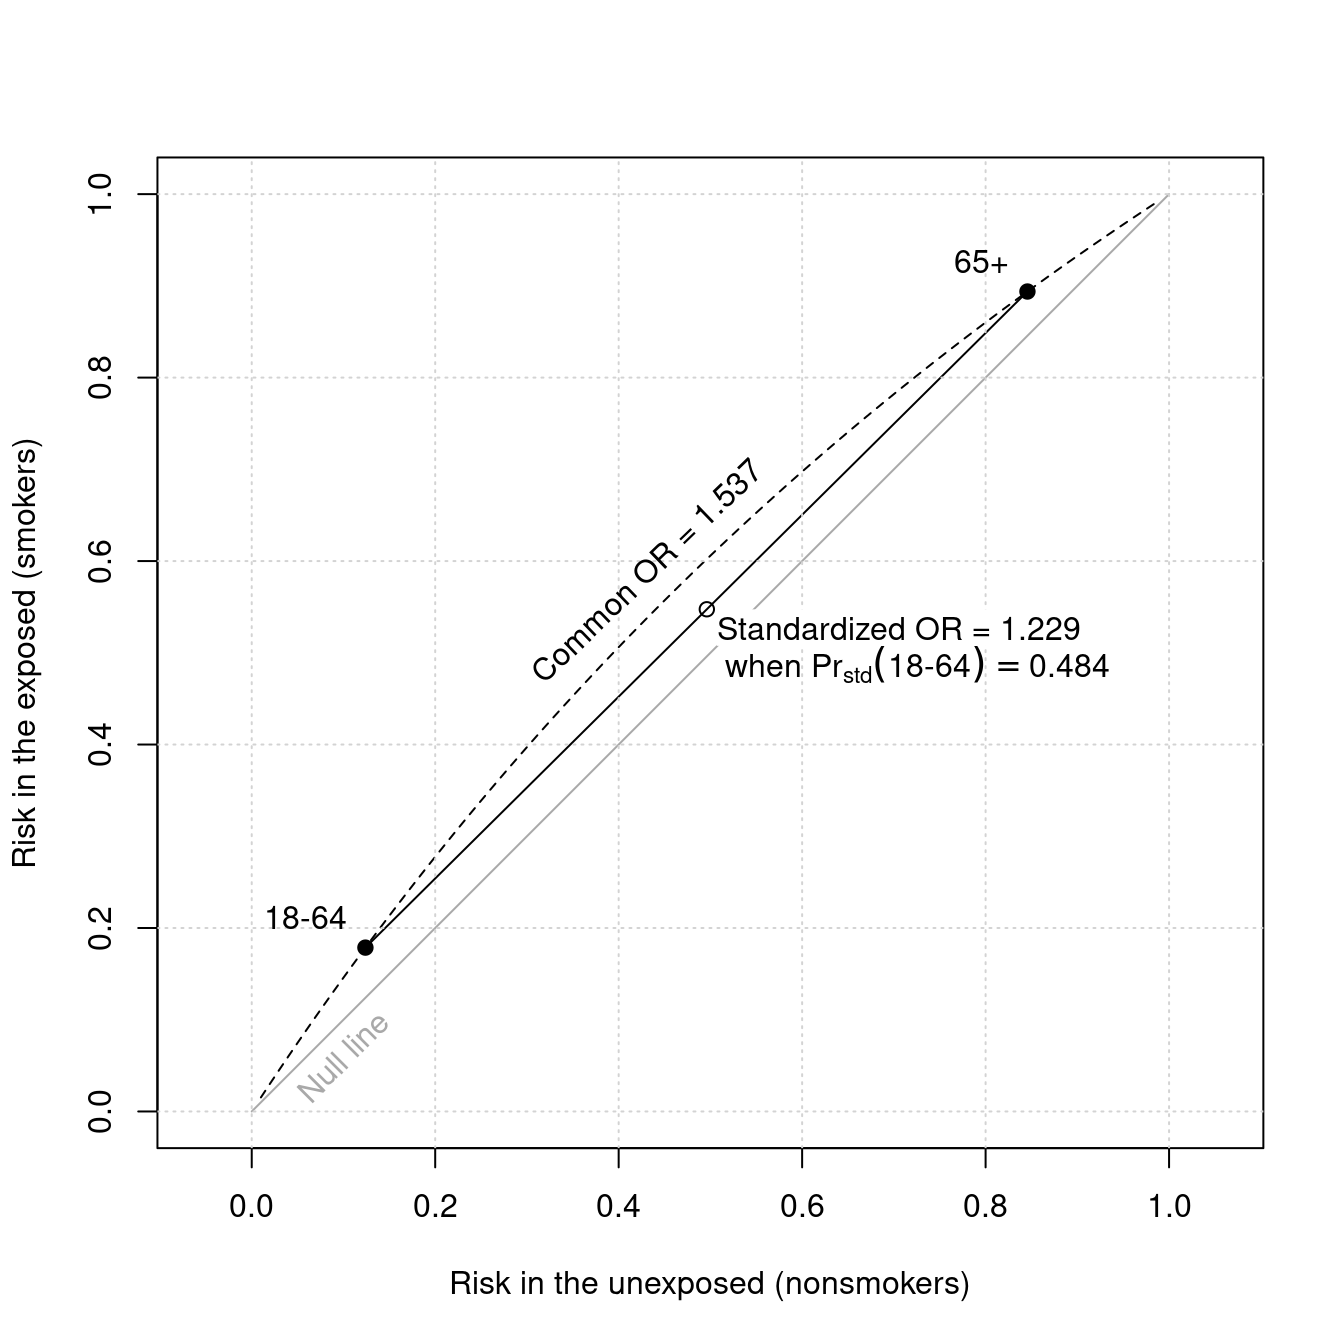 1.0
0.8
0.6
0.4
0.2
0.0
Risk in the exposed (smokers)
65+
Common OR = 1.537
Standardized OR = 1.229
when Prstd(18-64) = 0.484
18-64
Null line
0.0 0.2 0.4 0.6 0.8 1.0
Risk in the unexposed (nonsmokers)